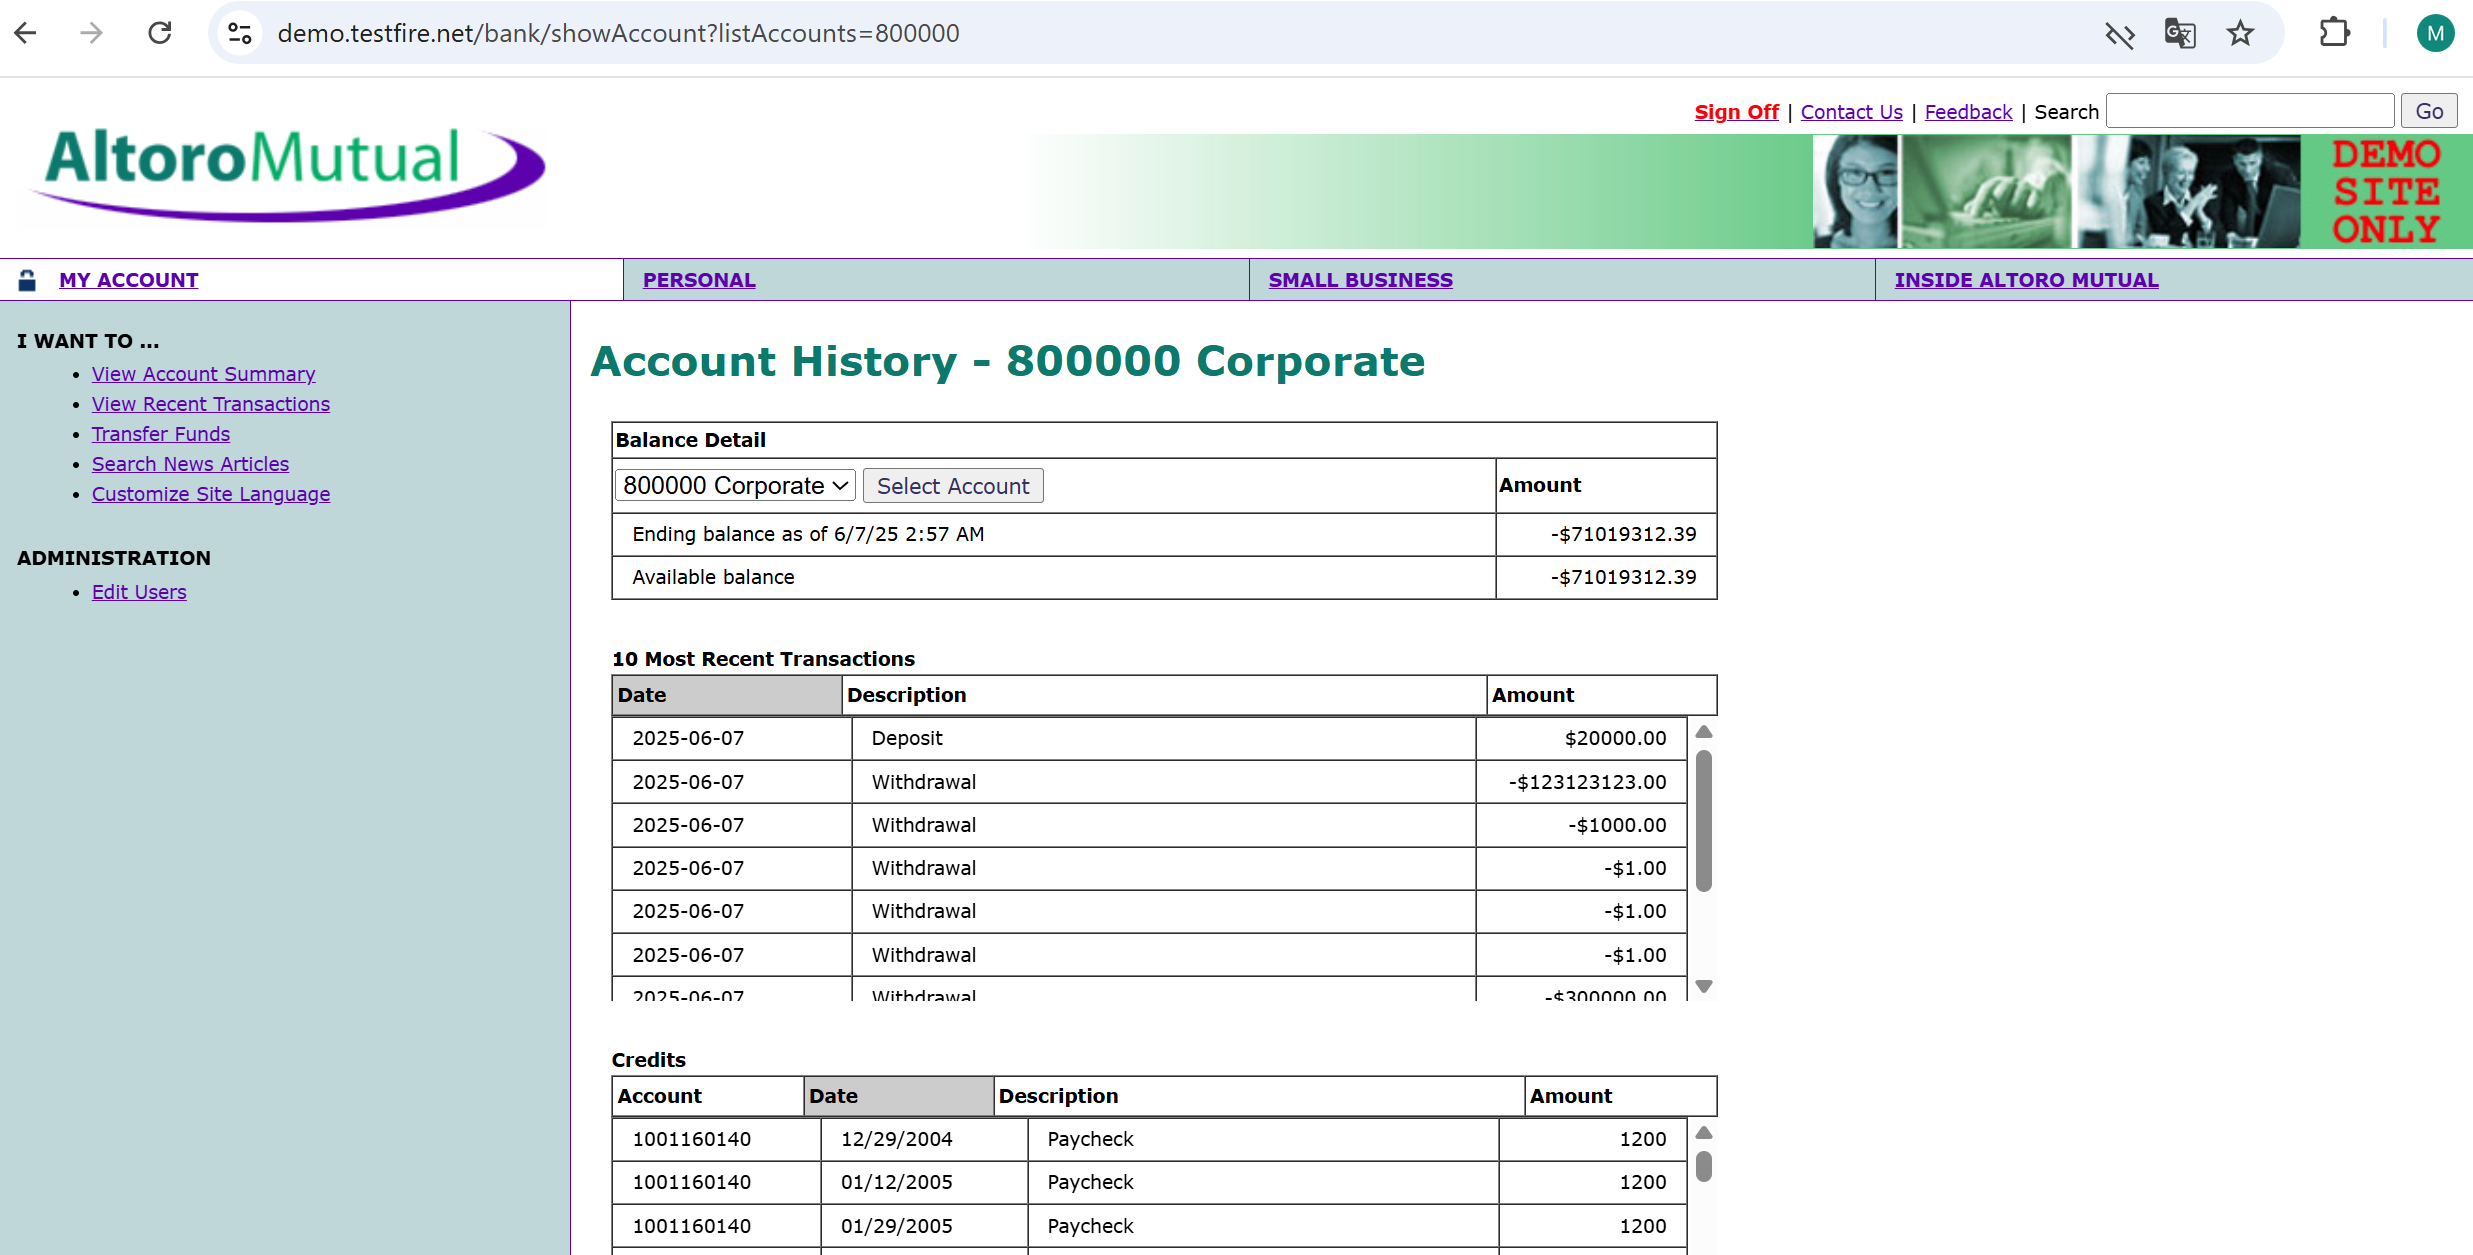 demo.testfire.net/bank/showAccount?listAccounts=800000
M
Sign Off | Contact Us | Feedback | Search Go
AltoroMutual
DEMO
SITE
ONLY
MY ACCOUNT PERSONAL SMALL BUSINESS INSIDE ALTORO MUTUAL
I WANT TO ...
• View Account Summary
• View Recent Transactions
• Transfer Funds
• Search News Articles
• Customize Site Language
ADMINISTRATION
• Edit Users
Account History - 800000 Corporate
Balance Detail
800000 Corporate Select Account Amount
Ending balance as of 6/7/25 2:57 AM -$71019312.39
Available balance -$71019312.39
10 Most Recent Transactions
Date Description Amount
2025-06-07 Deposit $20000.00
2025-06-07 Withdrawal -$123123123.00
2025-06-07 Withdrawal -$1000.00
2025-06-07 Withdrawal -$1.00
2025-06-07 Withdrawal -$1.00
2025-06-07 Withdrawal -$1.00
2025-06-07 Withdrawal -$300000.00
Credits
Account Date Description Amount
1001160140 12/29/2004 Paycheck 1200
1001160140 01/12/2005 Paycheck 1200
1001160140 01/29/2005 Paycheck 1200